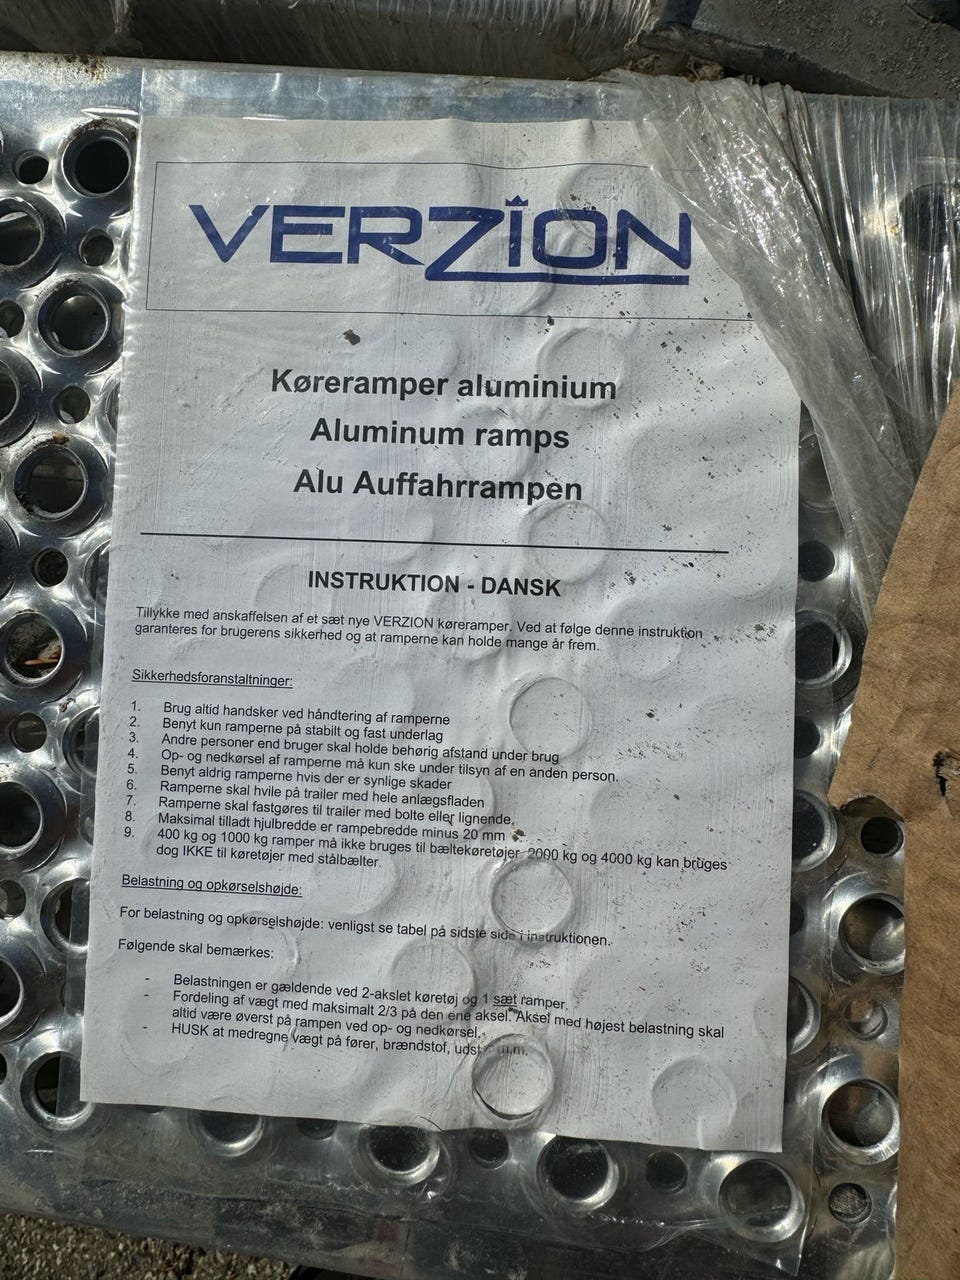 VERZION
Køreramper aluminium
Aluminum ramps
Alu Auffahrrampen
INSTRUKTION - DANSK
Tillykke med anskaffelsen af et sæt nye VERZION køreramper. Ved at følge denne instruktion
garanteres for brugerens sikkerhed og at ramperne kan holde mange år frem.
Sikkerhedsforanstaltninger:
1. Brug altid handsker ved håndtering af ramperne
2. Benyt kun ramperne på stabilt og fast underlag
3. Andre personer end bruger skal holde behørig afstand under brug
4. Op- og nedkørsel af ramperne må kun ske under tilsyn af en anden person.
5. Benyt aldrig ramperne hvis der er synlige skader
6. Ramperne skal hvile på trailer med hele anlægsfladen
7. Ramperne skal fastgøres til trailer med bolte eller lignende.
8. Maksimal tilladt hjulbredde er rampebredde minus 20 mm
9. 400 kg og 1000 kg ramper må ikke bruges til bæltekøretøjer. 2000 kg og 4000 kg kan bruges
dog IKKE til køretøjer med stålbælter.
Belastning og opkørselshøjde:
For belastning og opkørselshøjde: venligst se tabel på sidste side i instruktionen.
Følgende skal bemærkes:
- Belastningen er gældende ved 2-akslet køretøj og 1 sæt ramper.
- Fordeling af vægt med maksimalt 2/3 på den ene aksel. Aksel med højest belastning skal
altid være øverst på rampen ved op- og nedkørsel.
- HUSK at medregne vægt på fører, brændstof, m.m.